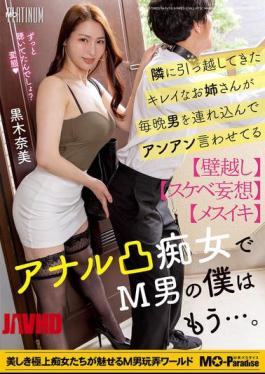 PLATINUM
ずっと
聴いてたんでしょ?
変態♥
黒木奈美
隣に引っ越してきた
キレイなお姉さんが
毎晩男を連れ込んで
アンアン言わせてる
【壁越し】
【スケベ妄想】
【メスイキ】
アナル凸痴女で
M男の僕は
もう…。
JAVHD
美しき極上痴女たちが魅せるM男玩弄ワールド
MQ-Paradise